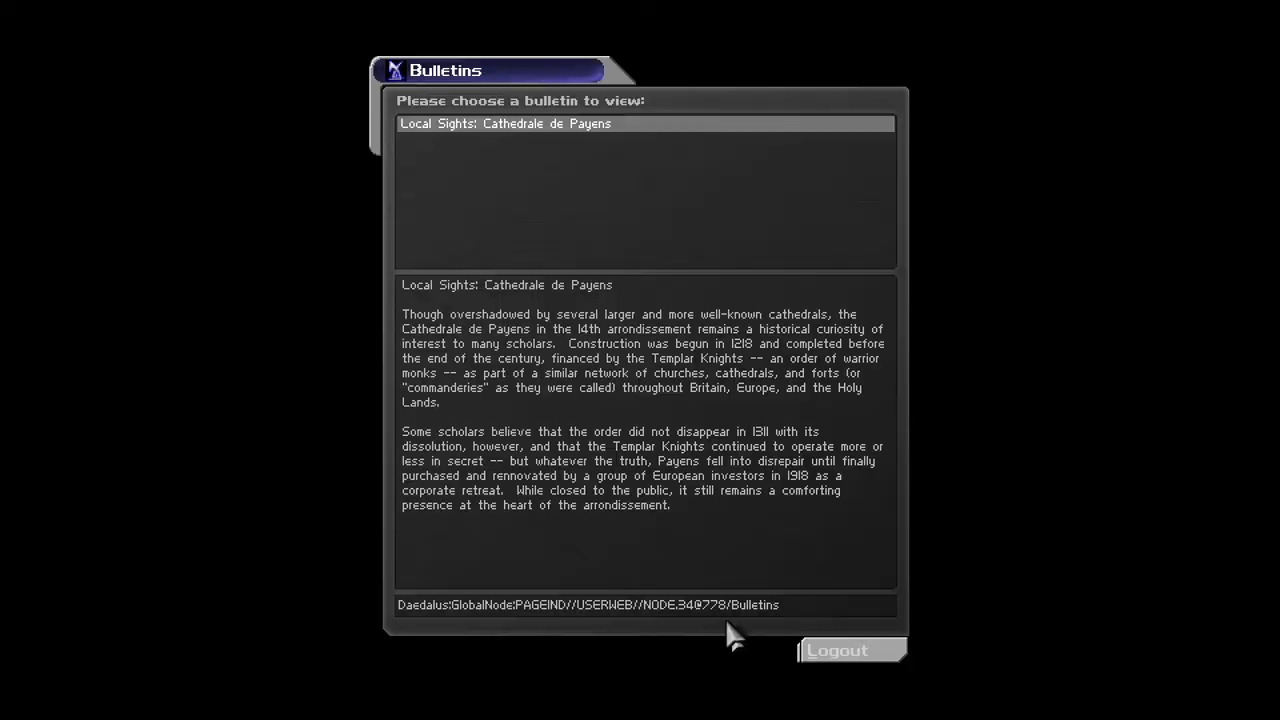 Bulletins
Please choose a bulletin to view:
Local Sights: Cathedrale de Payens
Local Sights: Cathedrale de Payens
Though overshadowed by several larger and more well-known cathedrals, the
Cathedrale de Payens in the 14th arrondissement remains a historical curiosity of
interest to many scholars.  Construction was begun in 1218 and completed before
the end of the century, financed by the Templar Knights -- an order of warrior
monks -- as part of a similar network of churches, cathedrals, and forts (or
"commanderies" as they were called) throughout Britain, Europe, and the Holy
Lands.
Some scholars believe that the order did not disappear in 1311 with its
dissolution, however, and that the Templar Knights continued to operate more or
less in secret -- but whatever the truth, Payens fell into disrepair until finally
purchased and rennovated by a group of European investors in 1918 as a
corporate retreat.  While closed to the public, it still remains a comforting
presence at the heart of the arrondissement.
Daedalus:GlobalNode:PAGEIND//USERWEB//NODE.34@778/Bulletins
Logout